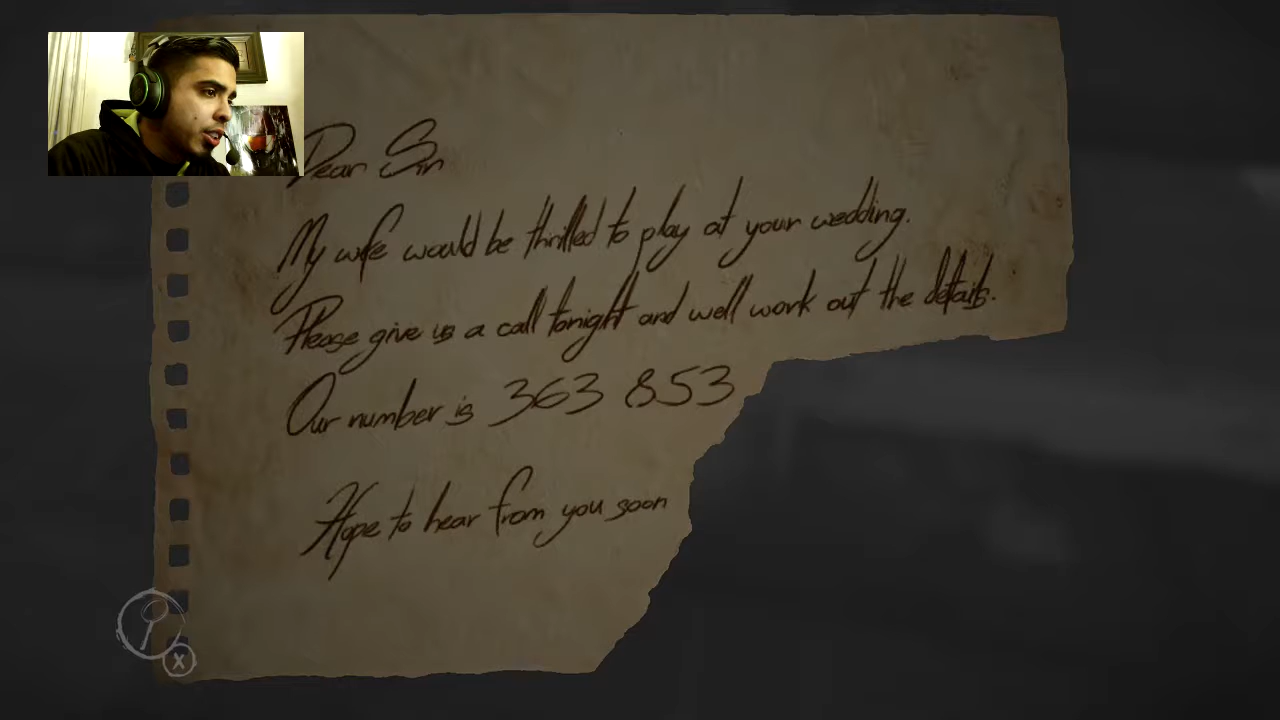 Dear Sir
My wife would be thrilled to play at your wedding.
Please give us a call tonight and well work out the details.
Our number is 363 853
Hope to hear from you soon
X